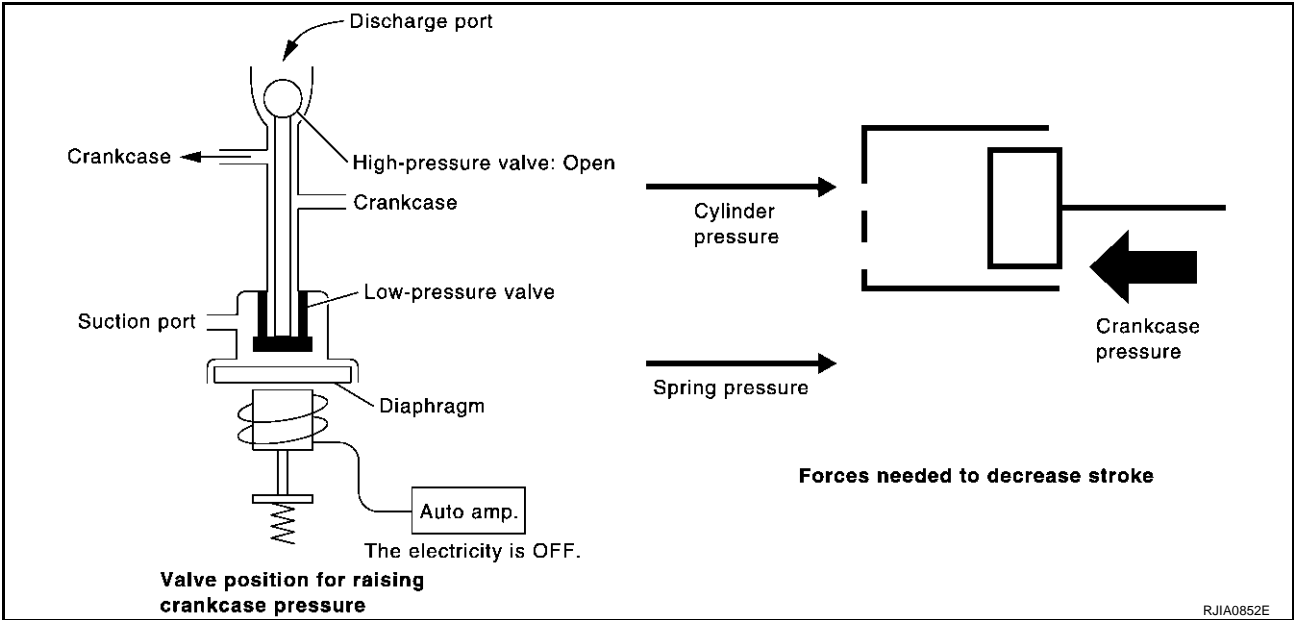 Discharge port
Crankcase
High-pressure valve: Open
Crankcase
Low-pressure valve
Suction port
Diaphragm
Auto amp.
The electricity is OFF.
Valve position for raising
crankcase pressure
Cylinder
pressure
Spring pressure
Crankcase
pressure
Forces needed to decrease stroke
RJIA0852E